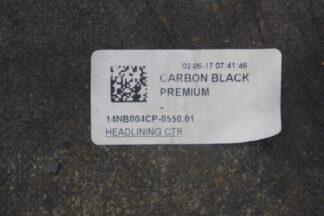 02-06-17 07:41:46
CARBON BLACK
PREMIUM
-
14NB004CP-0550.01
HEADLINING CTR